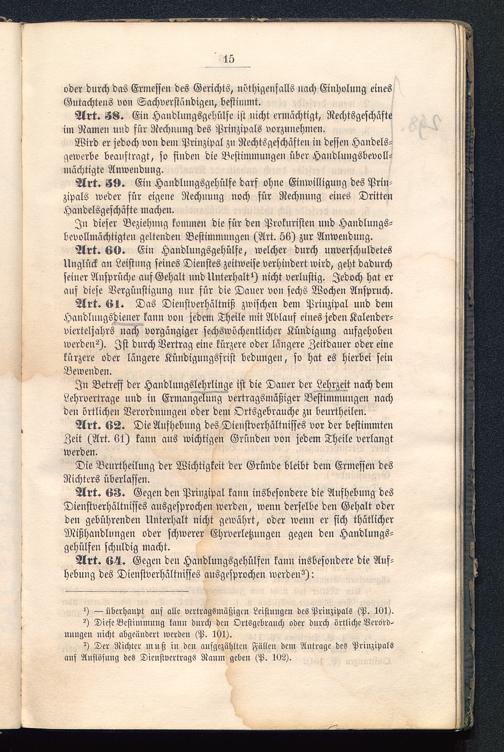 15
oder durch das Ermessen des Gerichts, nöthigenfalls nach Einholung eines
Gutachtens von Sachverständigen, bestimmt.
Art. 58. Ein Handlungsgehülfe ist nicht ermächtigt, Rechtsgeschäfte
im Namen und für Rechnung des Prinzipals vorzunehmen.
Wird er jedoch von dem Prinzipal zu Rechtsgeschäften in dessen Handels-
gewerbe beauftragt, so finden die Bestimmungen über Handlungsbevoll-
mächtigte Anwendung.
Art. 59. Ein Handlungsgehülfe darf ohne Einwilligung des Prin-
zipals weder für eigene Rechnung noch für Rechnung eines Dritten
Handelsgeschäfte machen.
In dieser Beziehung kommen die für den Prokuristen und Handlungs-
bevollmächtigten geltenden Bestimmungen (Art. 56) zur Anwendung.
Art. 60. Ein Handlungsgehülfe, welcher durch unverschuldetes
Unglück an Leistung seines Dienstes zeitweise verhindert wird, geht dadurch
seiner Ansprüche auf Gehalt und Unterhalt¹) nicht verlustig. Jedoch hat er
auf diese Vergünstigung nur für die Dauer von sechs Wochen Anspruch.
Art. 61. Das Dienstverhältniß zwischen dem Prinzipal und dem
Handlungsdiener kann von jedem Theile mit Ablauf eines jeden Kalender-
vierteljahrs nach vorgängiger sechswöchentlicher Kündigung aufgehoben
werden²). Ist durch Vertrag eine kürzere oder längere Zeitdauer oder eine
kürzere oder längere Kündigungsfrist bedungen, so hat es hierbei sein
Bewenden.
In Betreff der Handlungslehrlinge ist die Dauer der Lehrzeit nach dem
Lehrvertrage und in Ermangelung vertragsmäßiger Bestimmungen nach
den örtlichen Verordnungen oder dem Ortsgebrauche zu beurtheilen.
Art. 62. Die Aufhebung des Dienstverhältnisses vor der bestimmten
Zeit (Art. 61) kann aus wichtigen Gründen von jedem Theile verlangt
werden.
Die Beurtheilung der Wichtigkeit der Gründe bleibt dem Ermessen des
Richters überlassen.
Art. 63. Gegen den Prinzipal kann insbesondere die Aufhebung des
Dienstverhältnisses ausgesprochen werden, wenn derselbe den Gehalt oder
den gebührenden Unterhalt nicht gewährt, oder wenn er sich thätlicher
Mißhandlungen oder schwerer Ehrverletzungen gegen den Handlungs-
gehülfen schuldig macht.
Art. 64. Gegen den Handlungsgehülfen kann insbesondere die Auf-
hebung des Dienstverhältnisses ausgesprochen werden³):
¹) — überhaupt auf alle vertragsmäßigen Leistungen des Prinzipals (P. 101).
²) Diese Bestimmung kann durch den Ortsgebrauch oder durch örtliche Verord-
nungen nicht abgeändert werden (P. 101).
³) Der Richter muß in den aufgezählten Fällen dem Antrage des Prinzipals
auf Auflösung des Dienstvertrags Raum geben (P. 102).